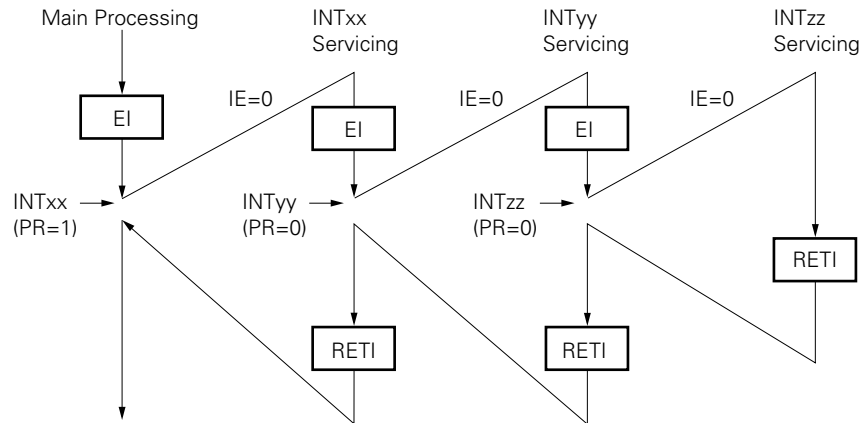 Main Processing
INTxx
Servicing
INTyy
Servicing
INTzz
Servicing
IE=0
IE=0
IE=0
EI
EI
EI
INTxx
(PR=1)
INTyy
(PR=0)
INTzz
(PR=0)
RETI
RETI
RETI